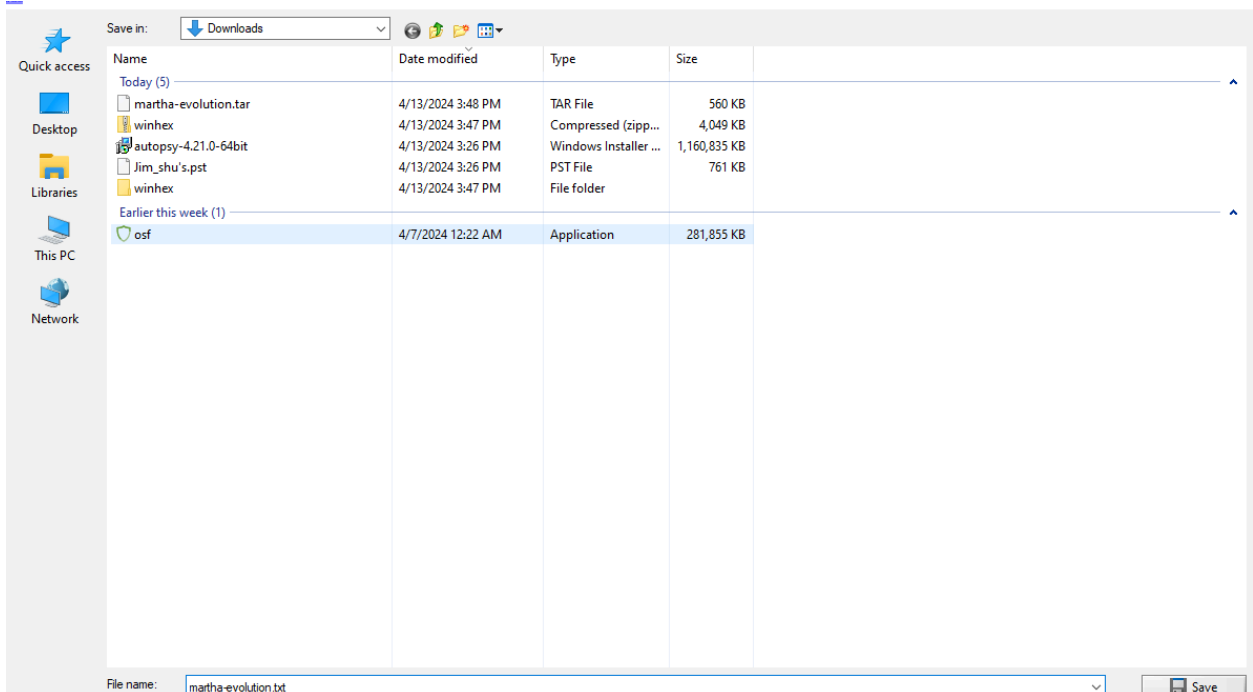 Save in: Downloads
Quick access
Desktop
Libraries
This PC
Network
Name Date modified Type Size
Today (5)
martha-evolution.tar 4/13/2024 3:48 PM TAR File 560 KB
winhex 4/13/2024 3:47 PM Compressed (zipp... 4,049 KB
autopsy-4.21.0-64bit 4/13/2024 3:26 PM Windows Installer ... 1,160,835 KB
Jim_shu's.pst 4/13/2024 3:26 PM PST File 761 KB
winhex 4/13/2024 3:47 PM File folder
Earlier this week (1)
osf 4/7/2024 12:22 AM Application 281,855 KB
File name: martha-evolution.txt Save